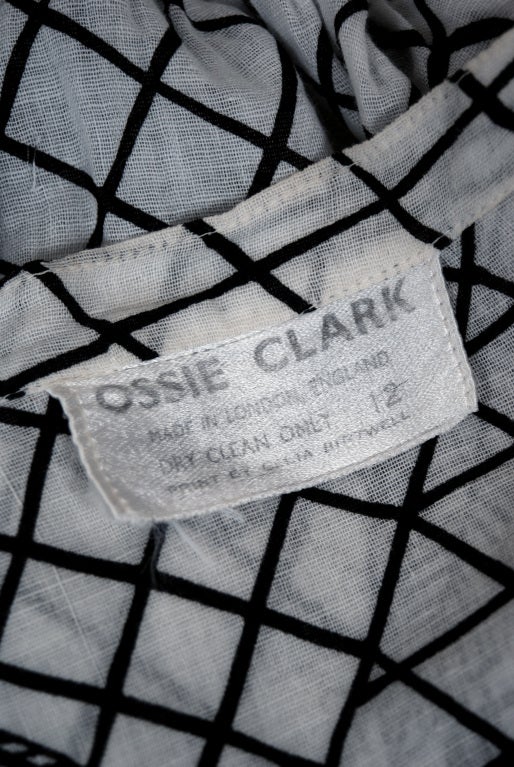 OSSIE CLARK
MADE IN LONDON, ENGLAND
DRY CLEAN ONLY 12
PRINT BY CELIA BIRTWELL